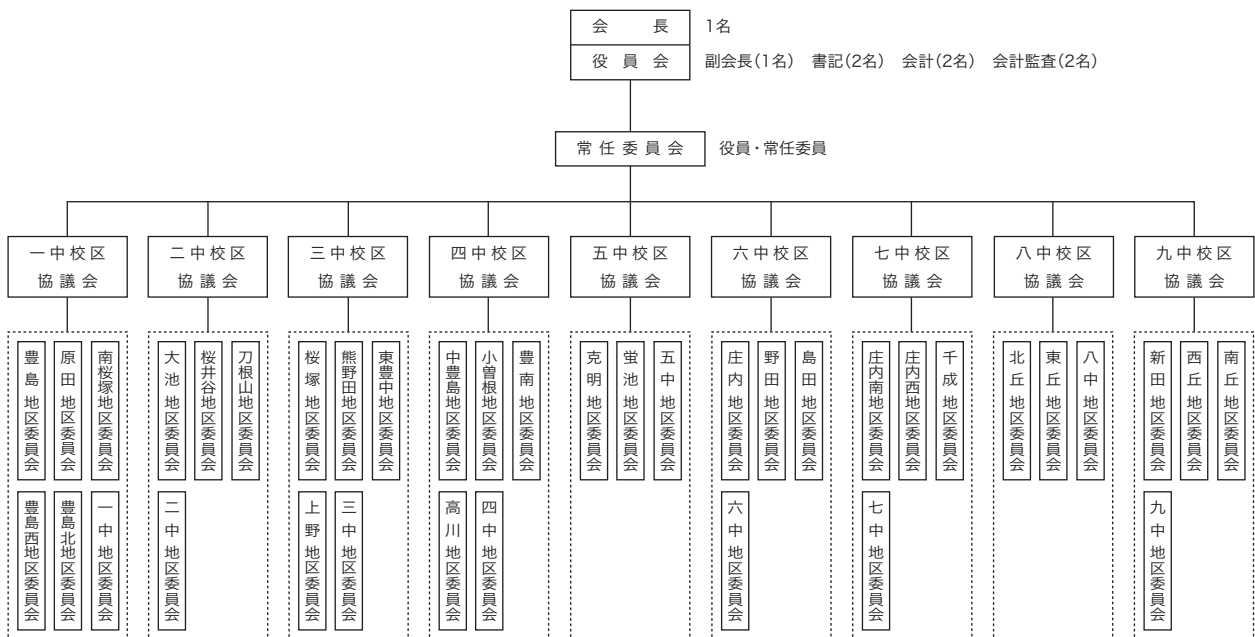 会長 1名
役員会 副会長(1名) 書記(2名) 会計(2名) 会計監査(2名)
常任委員会 役員・常任委員
一中校区
協議会
二中校区
協議会
三中校区
協議会
四中校区
協議会
五中校区
協議会
六中校区
協議会
七中校区
協議会
八中校区
協議会
九中校区
協議会
豊島地区委員会
原田地区委員会
南桜塚地区委員会
豊島西地区委員会
豊島北地区委員会
一中地区委員会
大池地区委員会
桜井谷地区委員会
刀根山地区委員会
二中地区委員会
桜塚地区委員会
熊野田地区委員会
東豊中地区委員会
上野地区委員会
三中地区委員会
中豊島地区委員会
小曽根地区委員会
豊南地区委員会
高川地区委員会
四中地区委員会
克明地区委員会
蛍池地区委員会
五中地区委員会
庄内地区委員会
野田地区委員会
島田地区委員会
六中地区委員会
庄内南地区委員会
庄内西地区委員会
千成地区委員会
七中地区委員会
北丘地区委員会
東丘地区委員会
八中地区委員会
新田地区委員会
西丘地区委員会
南丘地区委員会
九中地区委員会